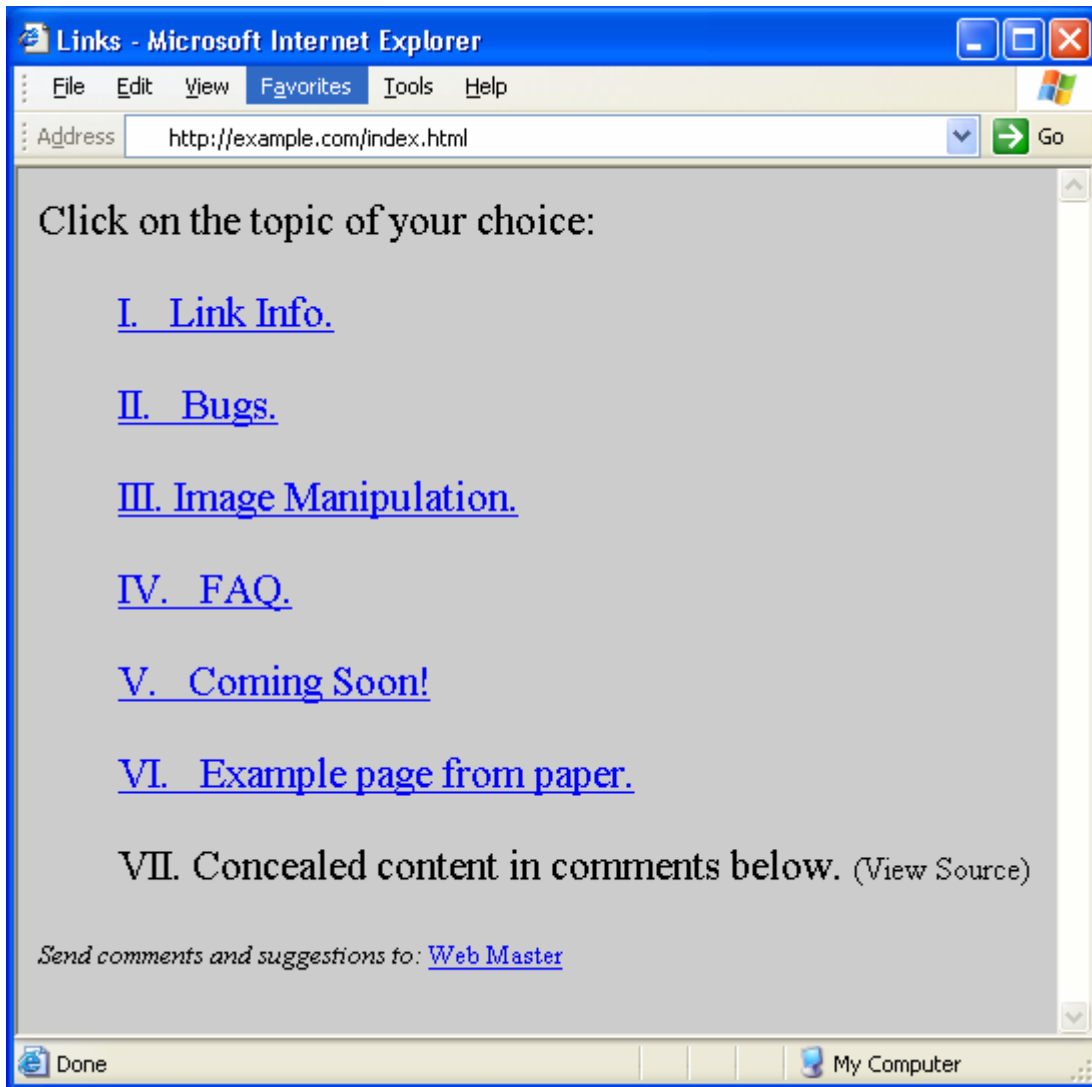 Links - Microsoft Internet Explorer
File Edit View Favorites Tools Help
Address http://example.com/index.html Go
Click on the topic of your choice:
I. Link Info.
II. Bugs.
III. Image Manipulation.
IV. FAQ.
V. Coming Soon!
VI. Example page from paper.
VII. Concealed content in comments below. (View Source)
Send comments and suggestions to: Web Master
Done My Computer